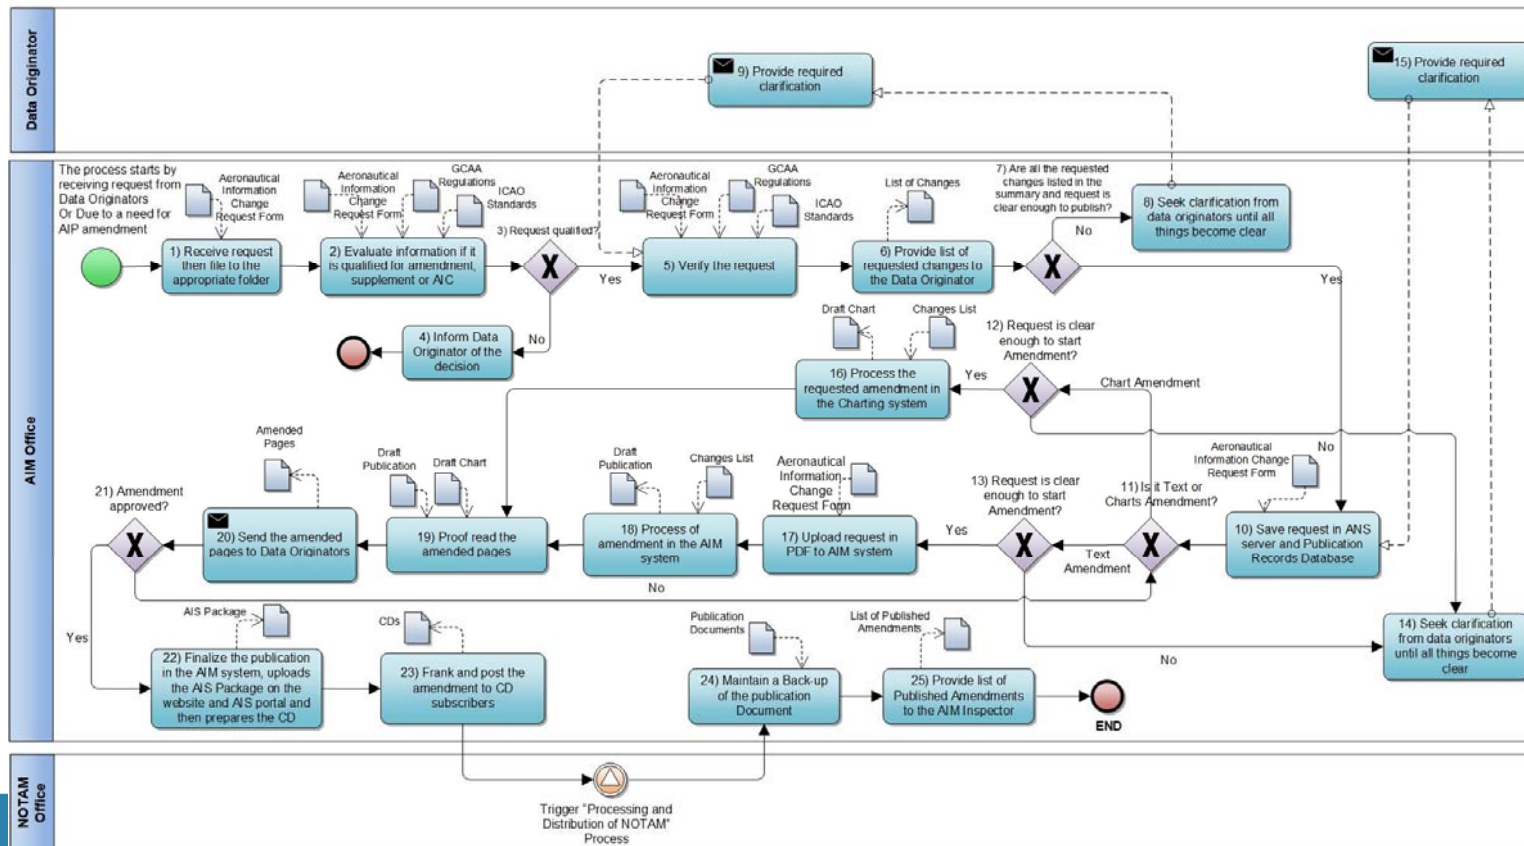 Data Originator
9) Provide required
clarification
15) Provide required
clarification
AIM Office
The process starts by
receiving request from
Data Originators
Or Due to a need for
AIP amendment
Aeronautical
Information
Change
Request Form
1) Receive request
then file to the
appropriate folder
Aeronautical
Information
Change
Request Form
GCAA
Regulations
ICAO
Standards
2) Evaluate information if it
is qualified for amendment,
supplement or AIC
3) Request qualified?
Yes
No
4) Inform Data
Originator of the
decision
Aeronautical
Information
Change
Request Form
GCAA
Regulations
ICAO
Standards
5) Verify the request
List of Changes
6) Provide list of
requested changes to
the Data Originator
7) Are all the requested
changes listed in the
summary and request is
clear enough to publish?
No
8) Seek clarification from
data originators until all
things become clear
Yes
Draft Chart
Changes List
16) Process the
requested amendment in
the Charting system
12) Request is clear
enough to start
Amendment?
Yes
Chart Amendment
No
Aeronautical
Information Change
Request Form
10) Save request in ANS
server and Publication
Records Database
11) Is it Text or
Charts Amendment?
Text
Amendment
13) Request is clear
enough to start
Amendment?
Yes
No
14) Seek clarification
from data originators
until all things become
clear
Aeronautical
Information
Change
Request Form
17) Upload request in
PDF to AIM system
Draft
Publication
Changes List
18) Process of
amendment in the AIM
system
Draft
Publication
Draft Chart
19) Proof read the
amended pages
Amended
Pages
20) Send the amended
pages to Data Originators
21) Amendment
approved?
No
Yes
AIS Package
22) Finalize the publication
in the AIM system, uploads
the AIS Package on the
website and AIS portal and
then prepares the CD
CDs
23) Frank and post the
amendment to CD
subscribers
Publication
Documents
24) Maintain a Back-up
of the publication
Document
List of Published
Amendments
25) Provide list of
Published Amendments
to the AIM Inspector
END
NOTAM
Office
Trigger "Processing and
Distribution of NOTAM"
Process